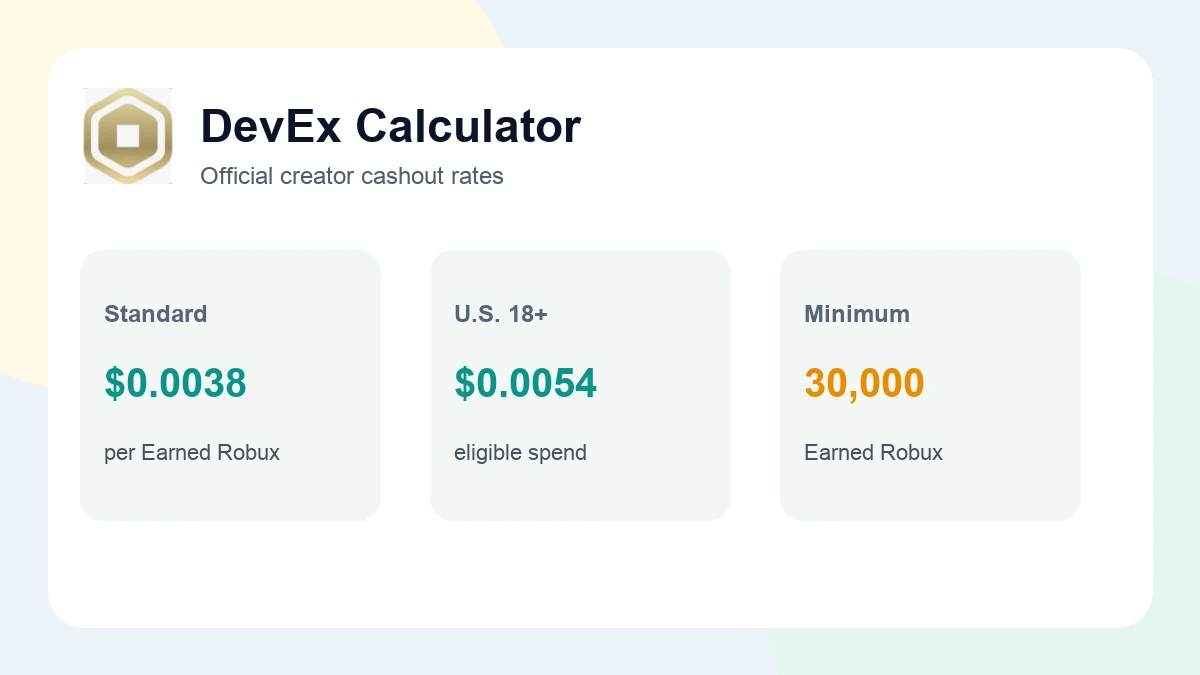 DevEx Calculator
Official creator cashout rates
Standard
$0.0038
per Earned Robux
U.S. 18+
$0.0054
eligible spend
Minimum
30,000
Earned Robux